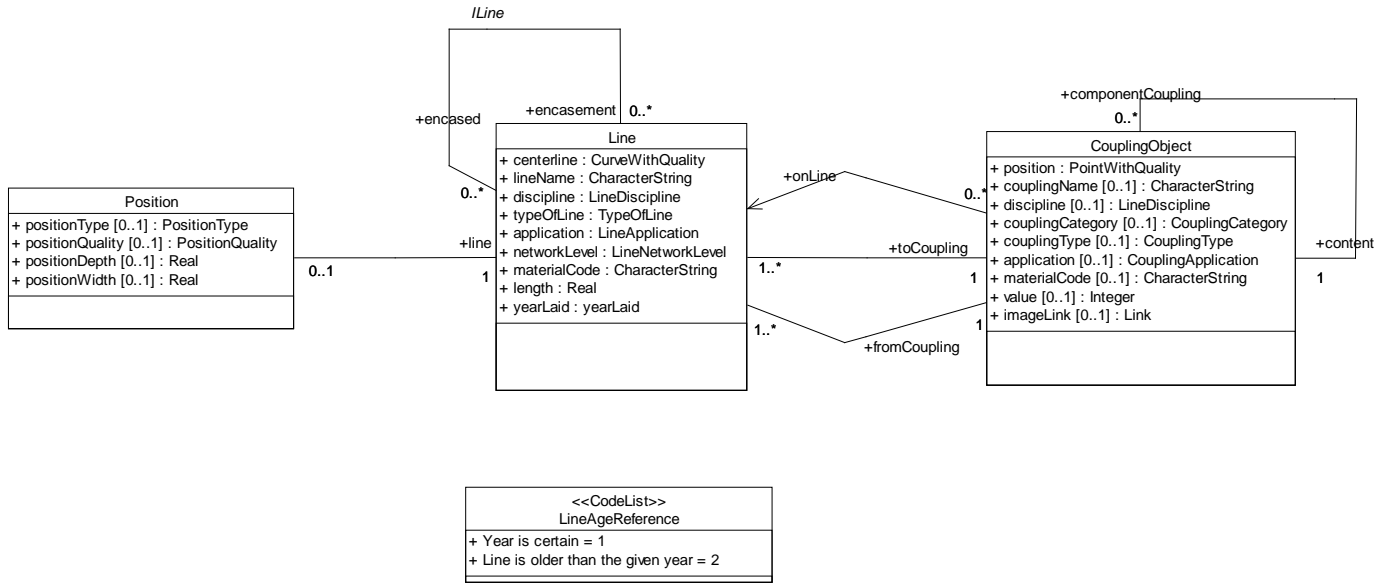 ILine
+encasement
0..*
+encased
0..*
Line
+ centerline : CurveWithQuality
+ lineName : CharacterString
+ discipline : LineDiscipline
+ typeOfLine : TypeOfLine
+ application : LineApplication
+ networkLevel : LineNetworkLevel
+ materialCode : CharacterString
+ length : Real
+ yearLaid : yearLaid
Position
+ positionType [0..1] : PositionType
+ positionQuality [0..1] : PositionQuality
+ positionDepth [0..1] : Real
+ positionWidth [0..1] : Real
0..1
+line
1
+onLine
0..*
+toCoupling
1..*
1
1..*
+fromCoupling
1
+componentCoupling
0..*
CouplingObject
+ position : PointWithQuality
+ couplingName [0..1] : CharacterString
+ discipline [0..1] : LineDiscipline
+ couplingCategory [0..1] : CouplingCategory
+ couplingType [0..1] : CouplingType
+ application [0..1] : CouplingApplication
+ materialCode [0..1] : CharacterString
+ value [0..1] : Integer
+ imageLink [0..1] : Link
+content
1
<<CodeList>>
LineAgeReference
+ Year is certain = 1
+ Line is older than the given year = 2